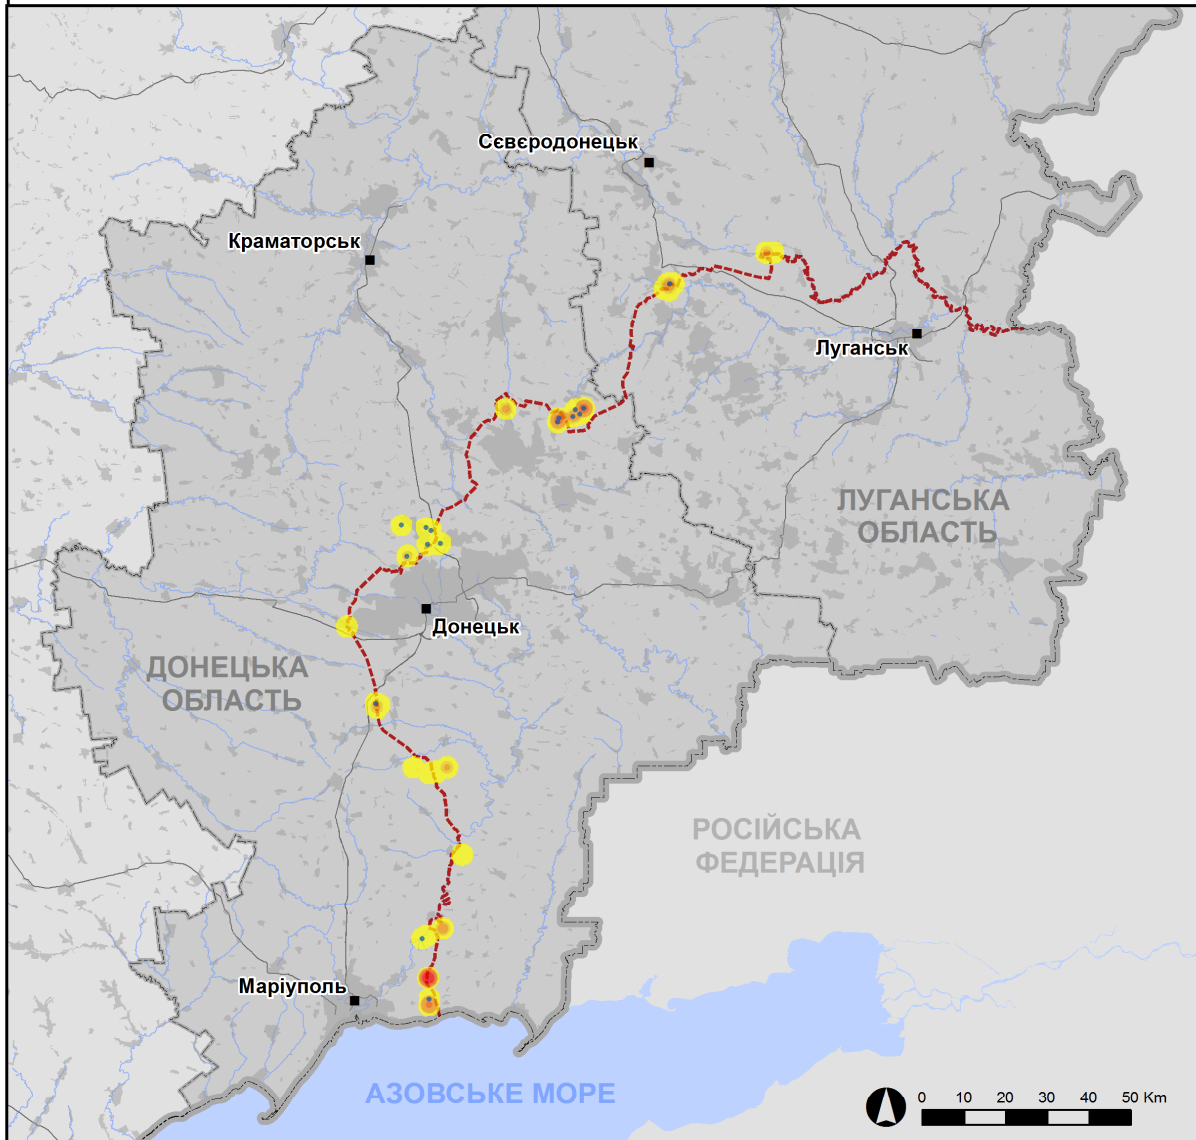 Сєвєродонецьк
Краматорськ
Луганськ
ЛУГАНСЬКА
ОБЛАСТЬ
Донецьк
ДОНЕЦЬКА
ОБЛАСТЬ
РОСІЙСЬКА
ФЕДЕРАЦІЯ
Маріуполь
АЗОВСЬКЕ МОРЕ
0 10 20 30 40 50 Km